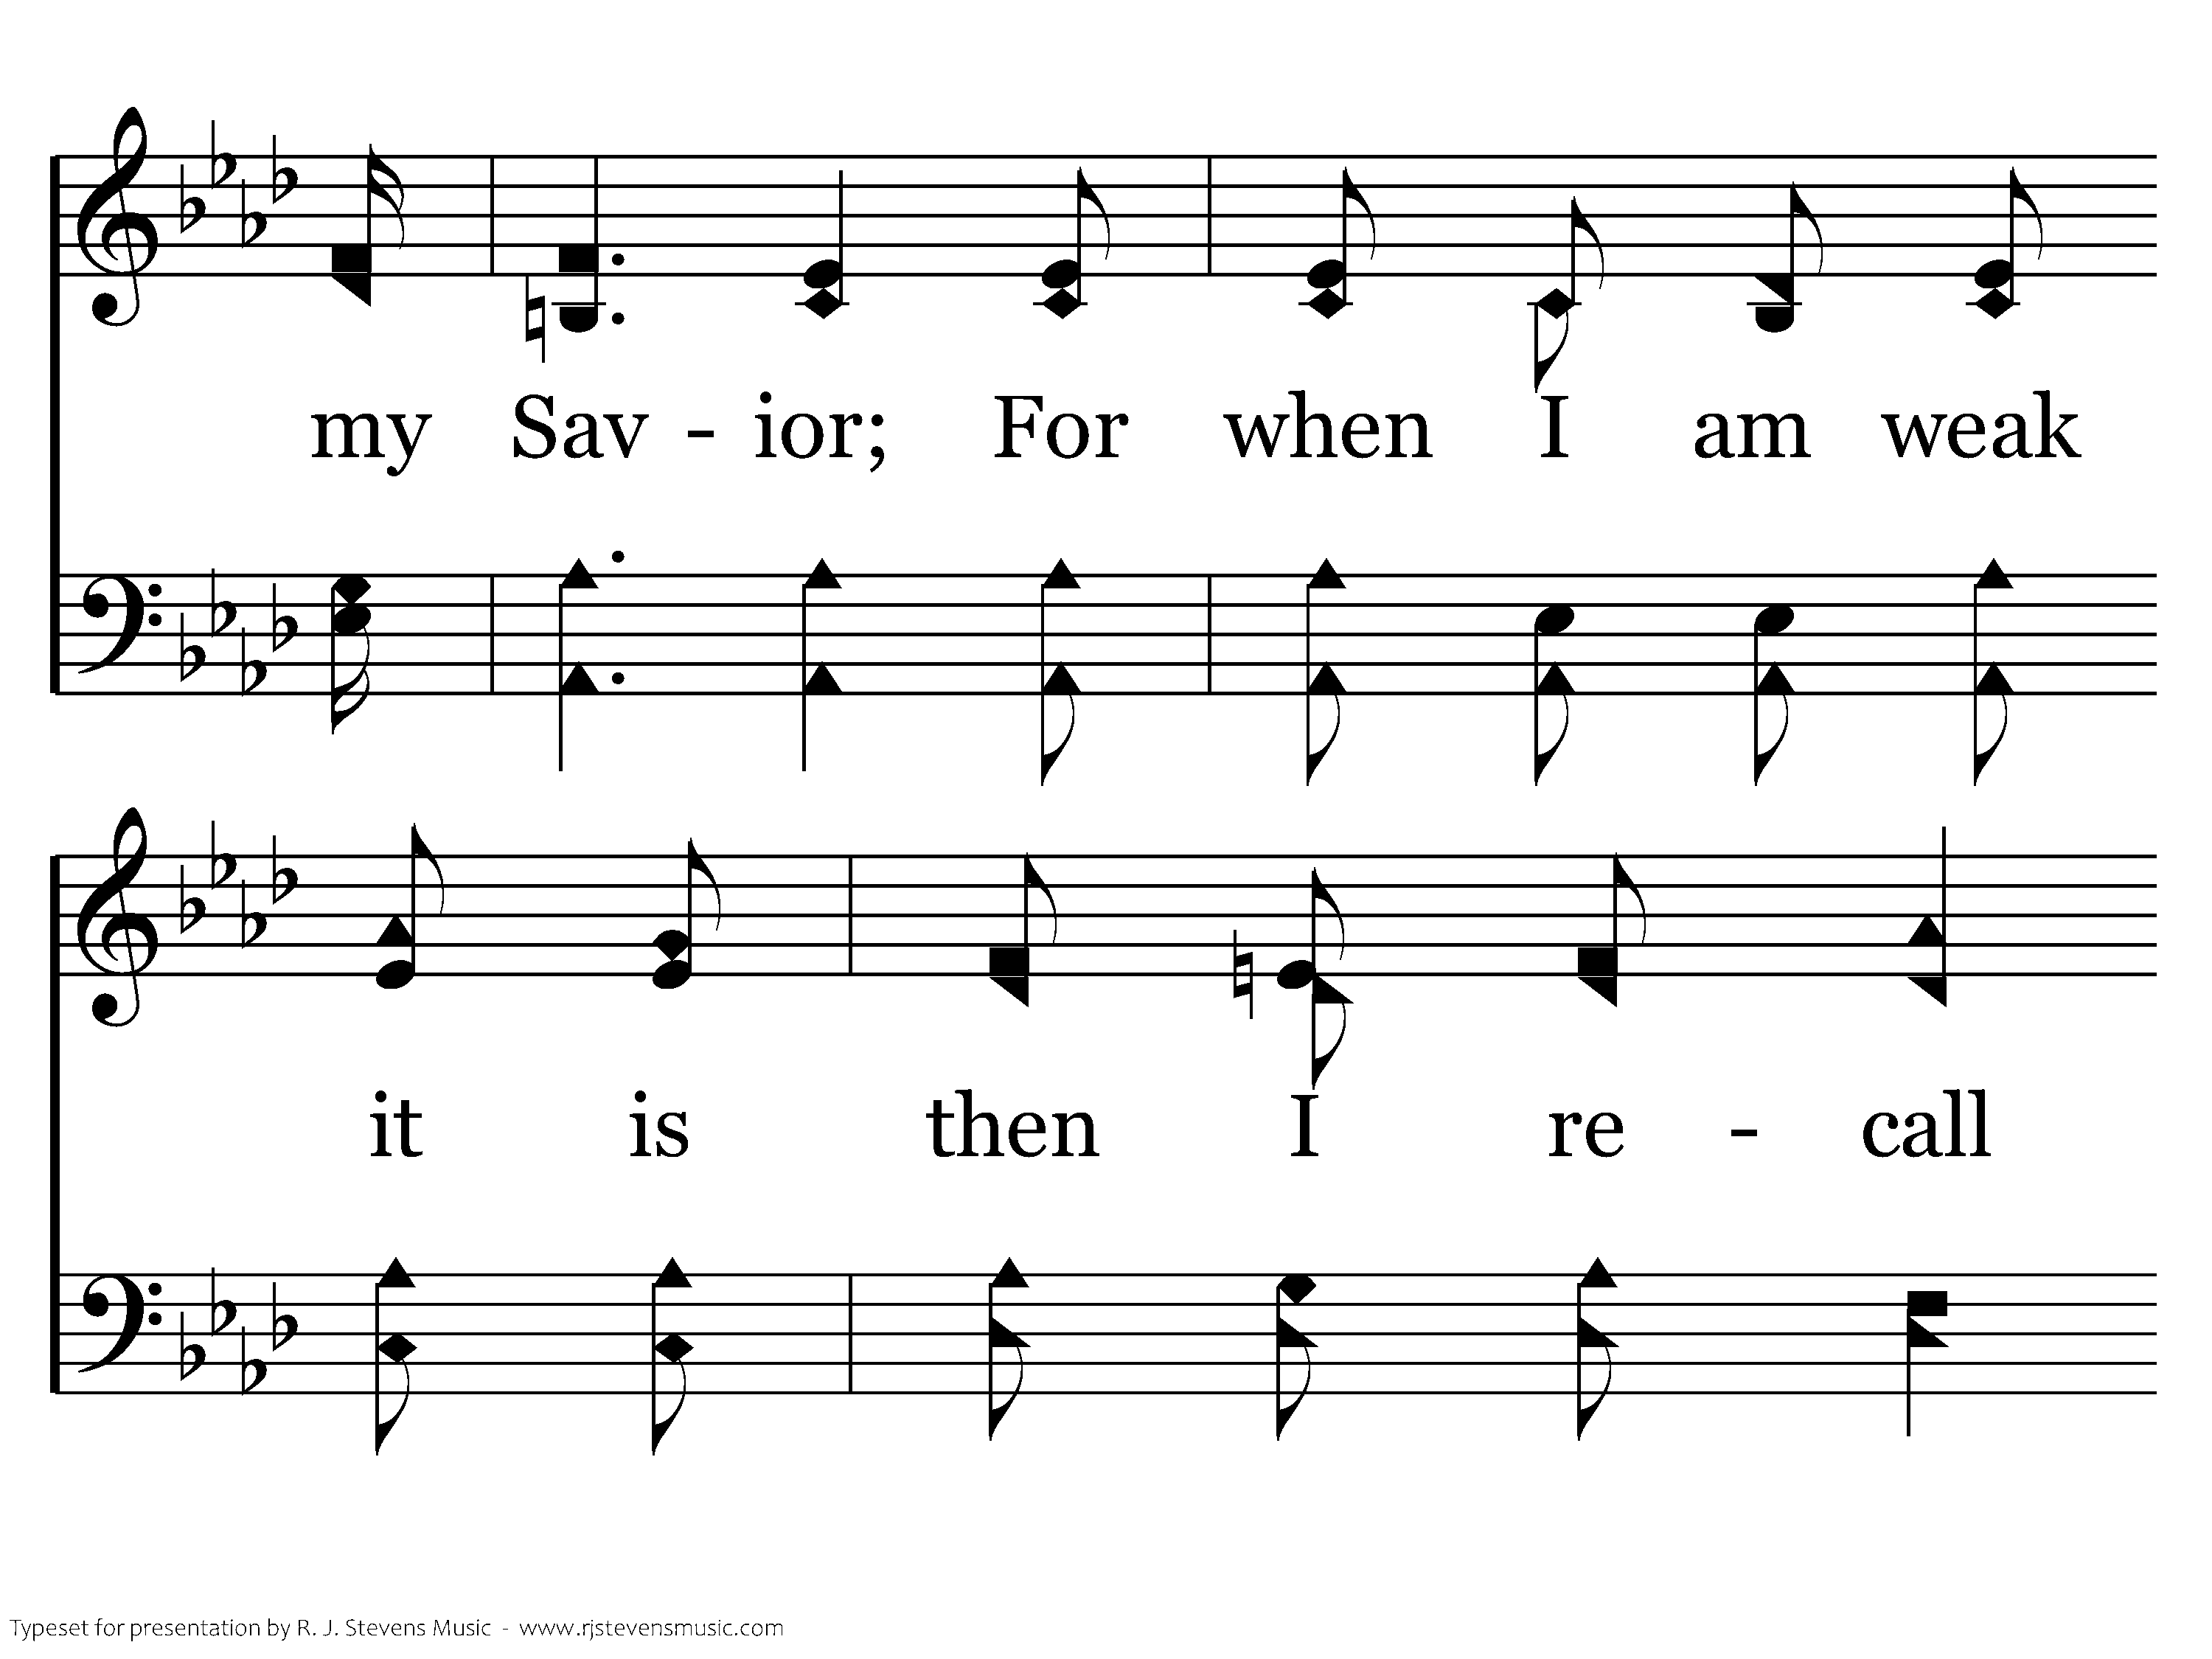 my Sav - ior; For when I am weak
it is then I re - call
Typeset for presentation by R. J. Stevens Music - www.rjstevensmusic.com